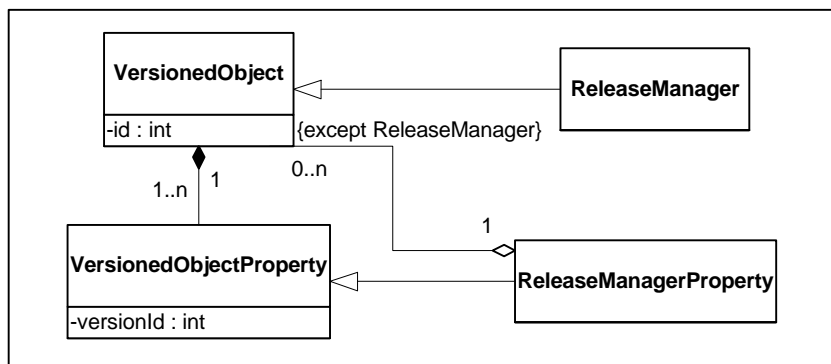 VersionedObject
ReleaseManager
-id : int
{except ReleaseManager}
0..n
1
1..n
1
VersionedObjectProperty
ReleaseManagerProperty
-versionId : int